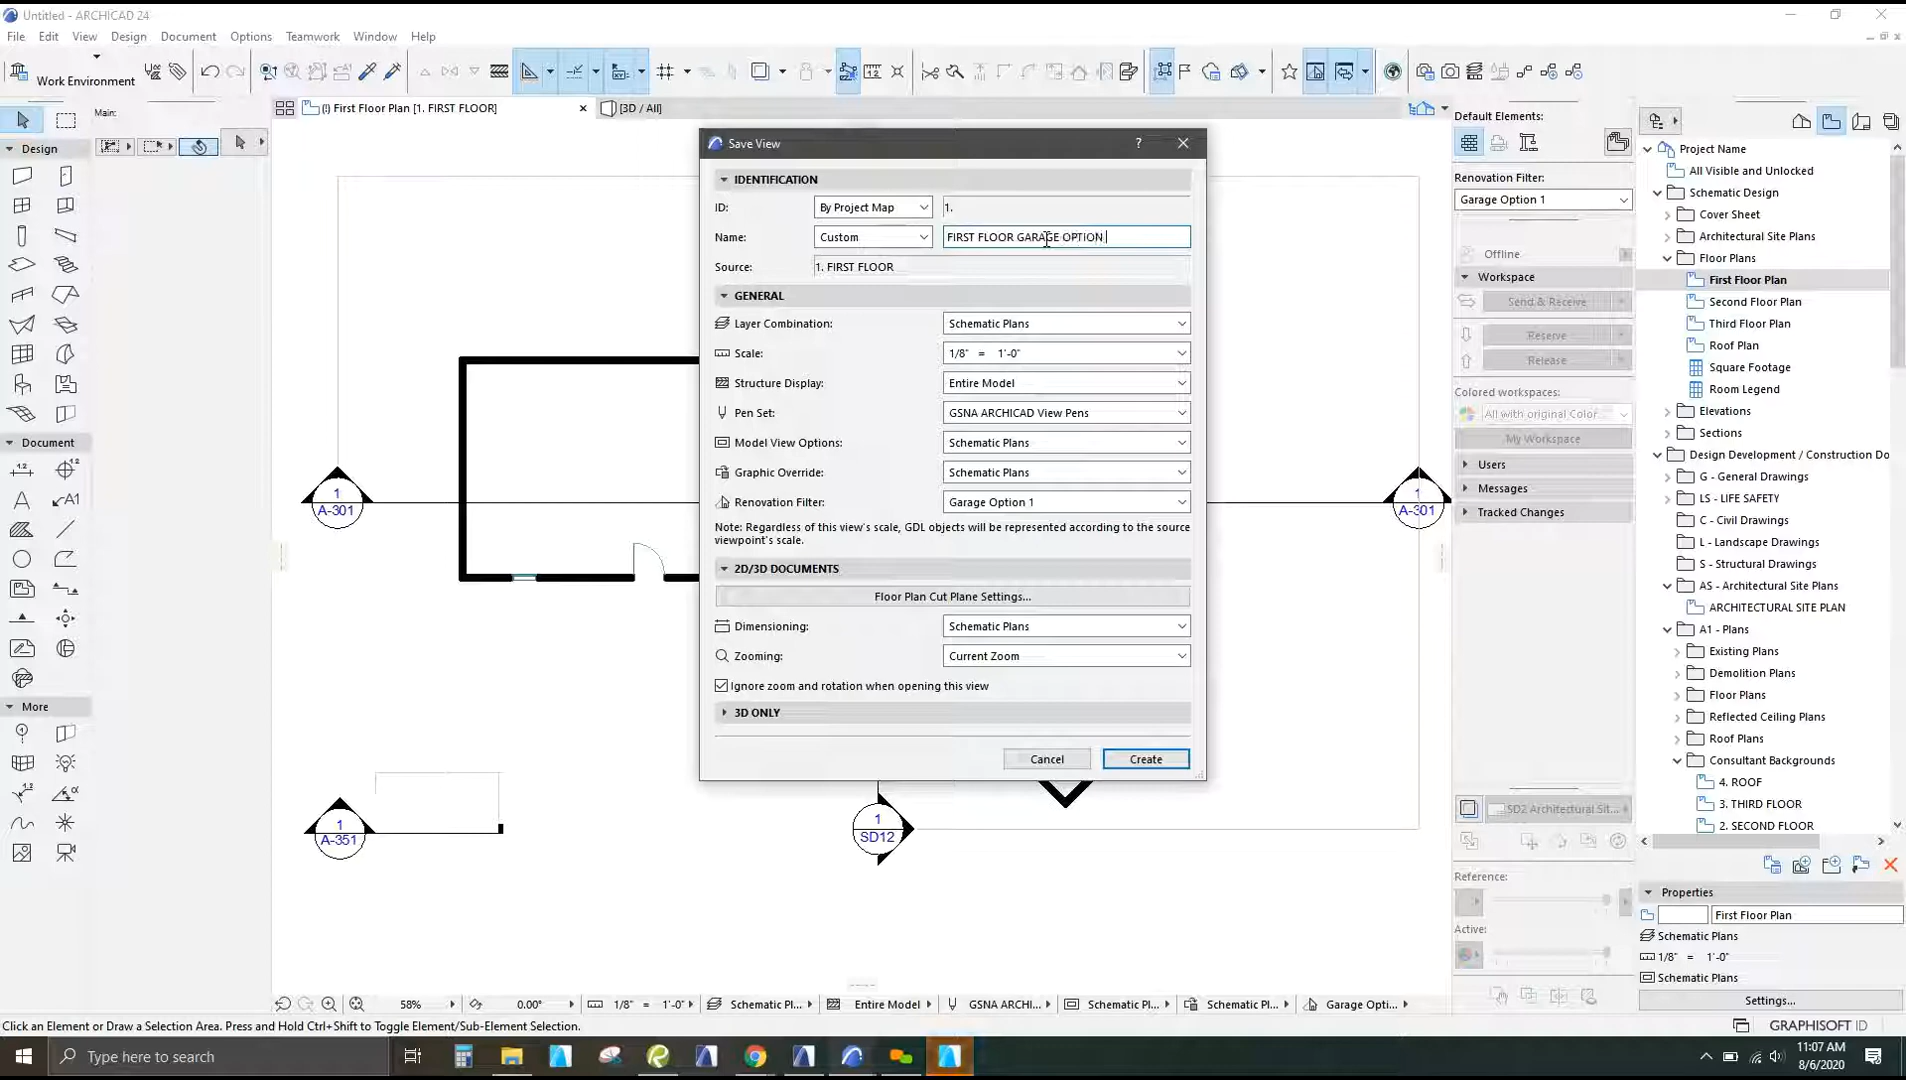 Untitled - ARCHICAD 24
File Edit View Design Document Options Teamwork Window Help
Work Environment
Main:
(!) First Floor Plan [1. FIRST FLOOR]
[3D / All]
Design
Document
More
1
A-301
1
A-351
1
SD12
1
A-301
Save View
?
IDENTIFICATION
ID: By Project Map 1.
Name: Custom FIRST FLOOR GARAGE OPTION
Source: 1. FIRST FLOOR
GENERAL
Layer Combination: Schematic Plans
Scale: 1/8" = 1'-0"
Structure Display: Entire Model
Pen Set: GSNA ARCHICAD View Pens
Model View Options: Schematic Plans
Graphic Override: Schematic Plans
Renovation Filter: Garage Option 1
Note: Regardless of this view's scale, GDL objects will be represented according to the source
viewpoint's scale.
2D/3D DOCUMENTS
Floor Plan Cut Plane Settings...
Dimensioning: Schematic Plans
Zooming: Current Zoom
Ignore zoom and rotation when opening this view
3D ONLY
Cancel Create
Default Elements:
Renovation Filter:
Garage Option 1
Offline
Workspace
Send & Receive
Reserve
Release
Colored workspaces:
All with original Color...
My Workspace
Users
Messages
Tracked Changes
SD2 Architectural Sit...
Reference:
Active:
Project Name
All Visible and Unlocked
Schematic Design
Cover Sheet
Architectural Site Plans
Floor Plans
First Floor Plan
Second Floor Plan
Third Floor Plan
Roof Plan
Square Footage
Room Legend
Elevations
Sections
Design Development / Construction Do
G - General Drawings
LS - LIFE SAFETY
C - Civil Drawings
L - Landscape Drawings
S - Structural Drawings
AS - Architectural Site Plans
ARCHITECTURAL SITE PLAN
A1 - Plans
Existing Plans
Demolition Plans
Floor Plans
Reflected Ceiling Plans
Roof Plans
Consultant Backgrounds
4. ROOF
3. THIRD FLOOR
2. SECOND FLOOR
Properties
First Floor Plan
Schematic Plans
1/8" = 1'-0"
Schematic Plans
Settings...
58% 0.00° 1/8" = 1'-0" Schematic Pl... Entire Model GSNA ARCHI... Schematic Pl... Schematic Pl... Garage Opti...
Click an Element or Draw a Selection Area. Press and Hold Ctrl+Shift to Toggle Element/Sub-Element Selection.
GRAPHISOFT ID
Type here to search
11:07 AM
8/6/2020